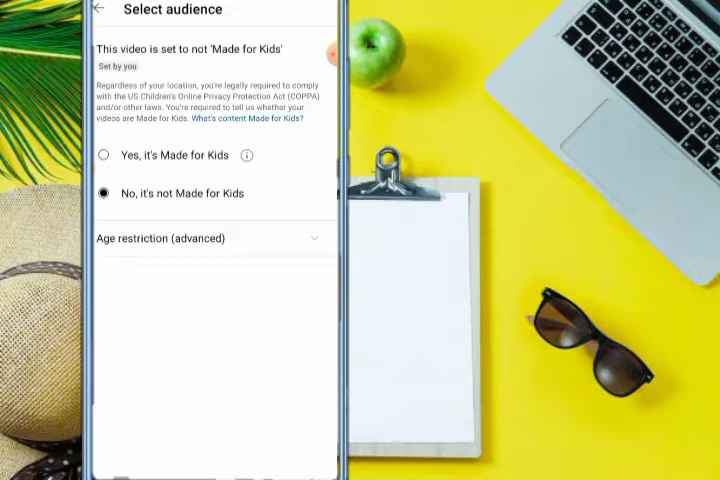 Select audience
This video is set to not 'Made for Kids'
Set by you
Regardless of your location, you're legally required to comply
with the US Children's Online Privacy Protection Act (COPPA)
and/or other laws. You're required to tell us whether your
videos are Made for Kids. What's content Made for Kids?
Yes, it's Made for Kids
No, it's not Made for Kids
Age restriction (advanced)